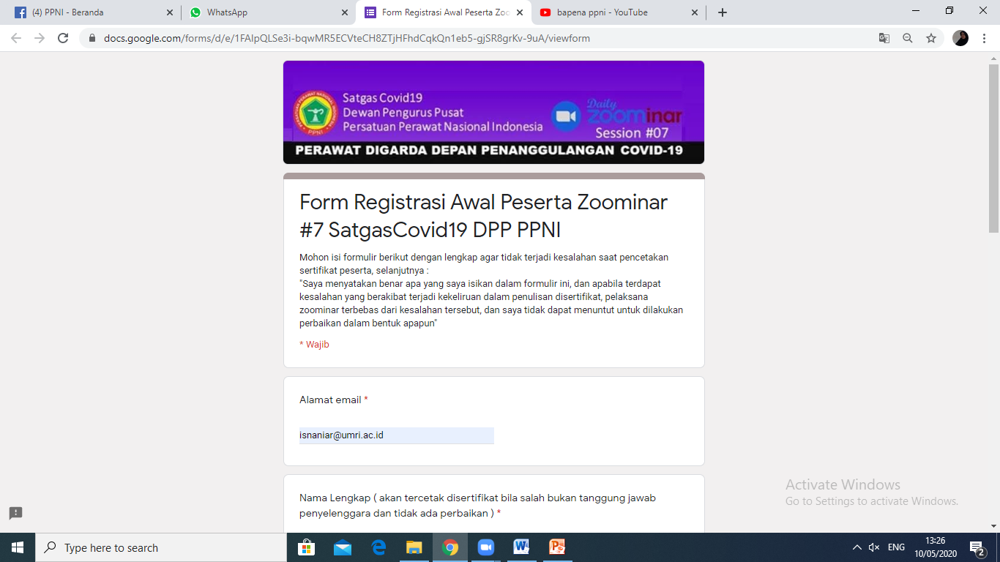 (4) PPNI - Beranda
WhatsApp
Form Registrasi Awal Peserta Zoo
bapena ppni - YouTube
docs.google.com/forms/d/e/1FAIpQLSe3i-bqwMR5ECVteCH8ZTjHFhdCqkQn1eb5-gjSR8grKv-9uA/viewform
Satgas Covid19
Dewan Pengurus Pusat
Persatuan Perawat Nasional Indonesia
PPNI
Daily
zoominar
Session #07
PERAWAT DIGARDA DEPAN PENANGGULANGAN COVID-19
Form Registrasi Awal Peserta Zoominar
#7 SatgasCovid19 DPP PPNI
Mohon isi formulir berikut dengan lengkap agar tidak terjadi kesalahan saat pencetakan
sertifikat peserta, selanjutnya :
"Saya menyatakan benar apa yang saya isikan dalam formulir ini, dan apabila terdapat
kesalahan yang berakibat terjadi kekeliruan dalam penulisan disertifikat, pelaksana
zoominar terbebas dari kesalahan tersebut, dan saya tidak dapat menuntut untuk dilakukan
perbaikan dalam bentuk apapun"
* Wajib
Alamat email *
isnaniar@umri.ac.id
Nama Lengkap ( akan tercetak disertifikat bila salah bukan tanggung jawab
penyelenggara dan tidak ada perbaikan ) *
Activate Windows
Go to Settings to activate Windows.
Type here to search
ENG
13:26
10/05/2020
2